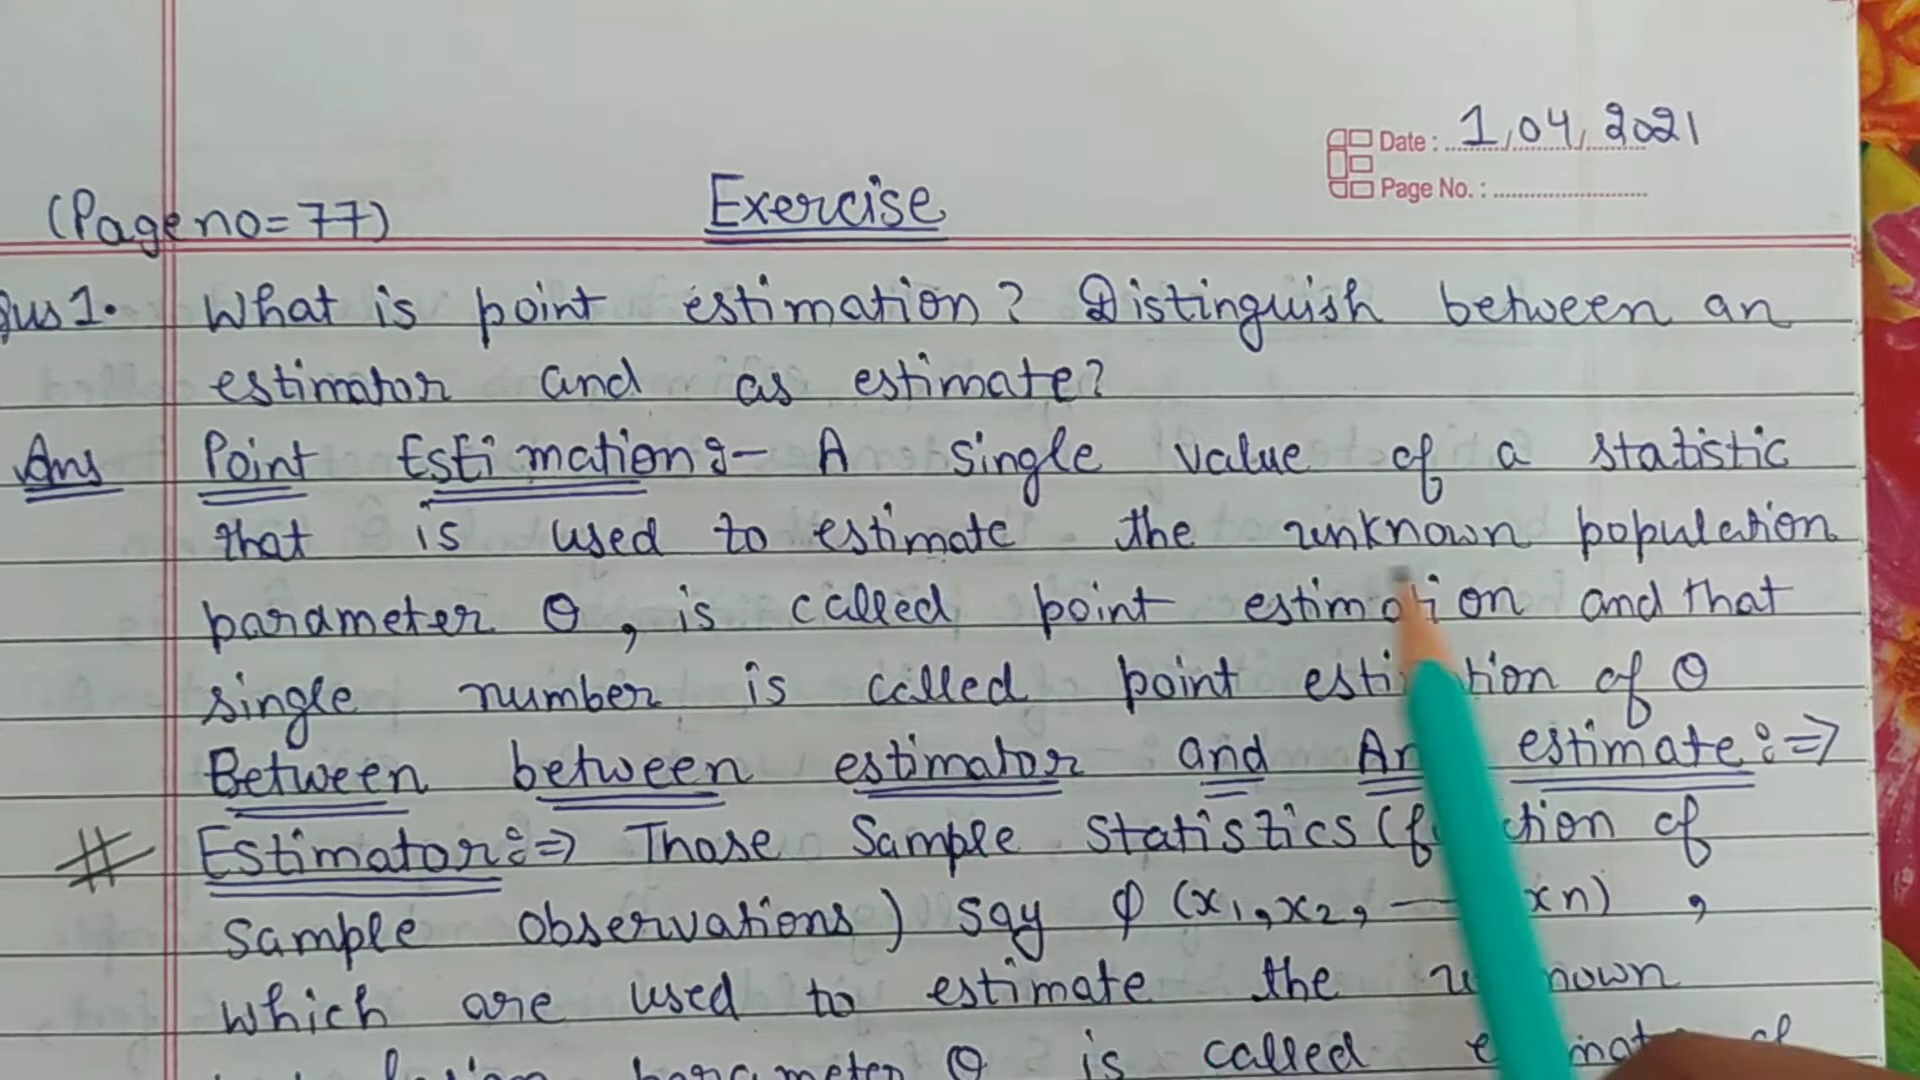 Date : 1/04/2021
Page No. :
(Page no=77)
Exercise
Qus 1. What is point estimation? Distinguish between an
estimator and as estimate?
Ans Point Estimation:- A single value of a statistic
that is used to estimate the unknown population
parameter θ, is called point estimation and that
single number is called point estimation of θ
Between between estimator and An estimate:⇒
# Estimator:⇒ Those Sample Statistics (function of
sample observations) say φ (x1, x2, — xn) ,
which are used to estimate the unknown
parameter θ is called